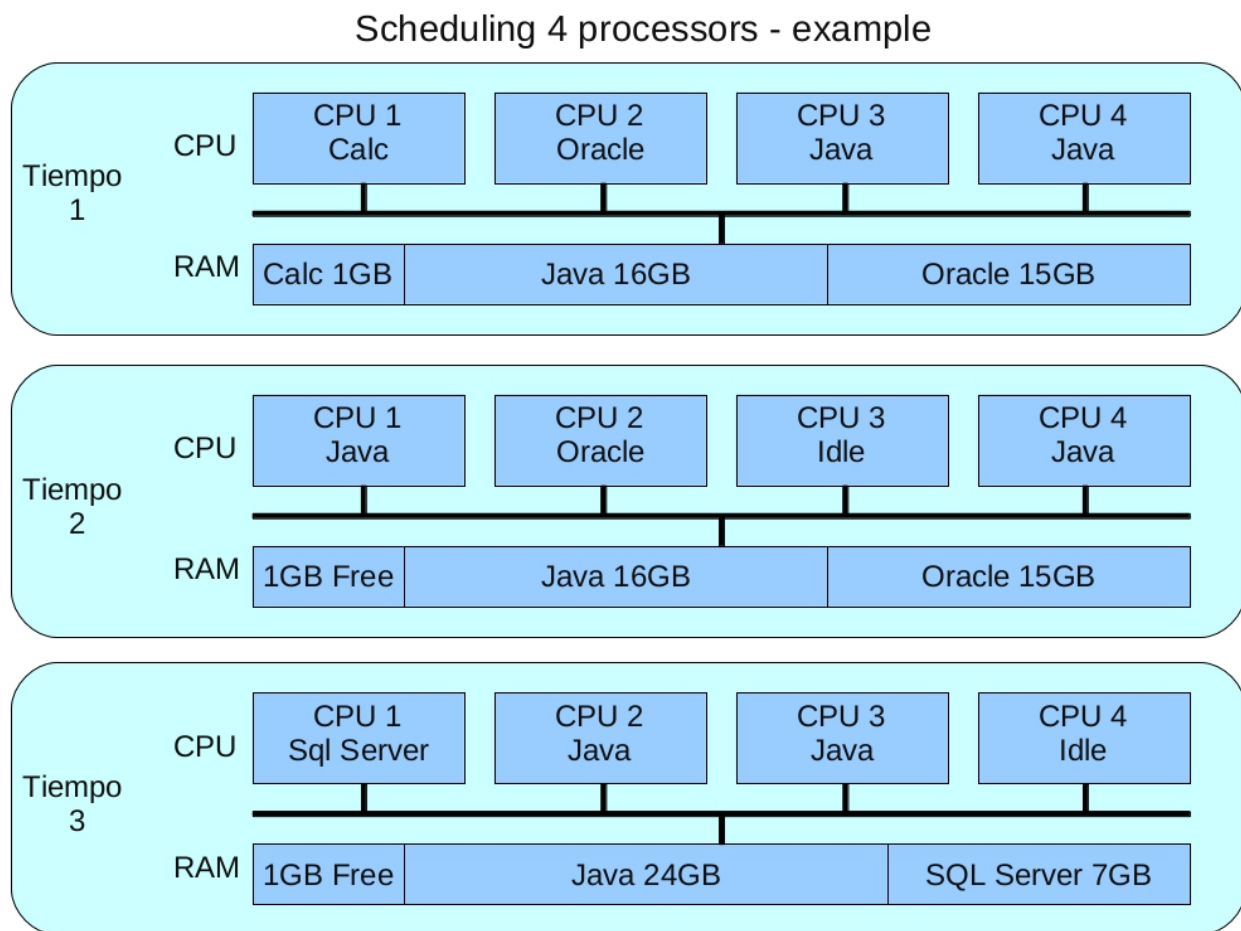 Scheduling 4 processors - example
Tiempo
1
CPU
CPU 1
Calc
CPU 2
Oracle
CPU 3
Java
CPU 4
Java
RAM
Calc 1GB
Java 16GB
Oracle 15GB
Tiempo
2
CPU
CPU 1
Java
CPU 2
Oracle
CPU 3
Idle
CPU 4
Java
RAM
1GB Free
Java 16GB
Oracle 15GB
Tiempo
3
CPU
CPU 1
Sql Server
CPU 2
Java
CPU 3
Java
CPU 4
Idle
RAM
1GB Free
Java 24GB
SQL Server 7GB